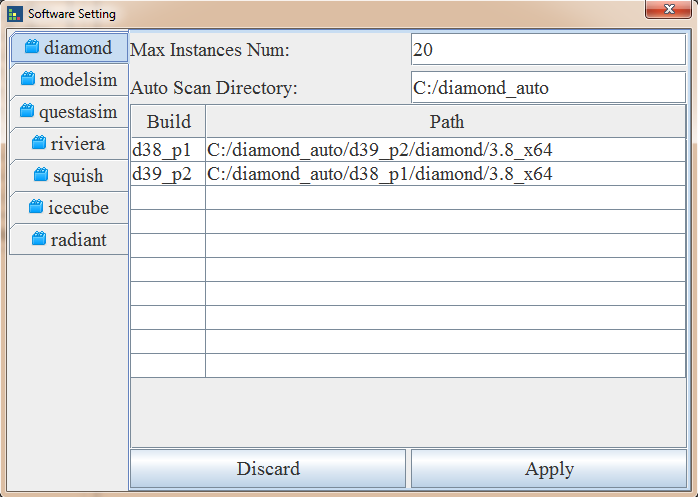 Software Setting
diamond
modelsim
questasim
riviera
squish
icecube
radiant
Max Instances Num: 20
Auto Scan Directory: C:/diamond_auto
Build Path
d38_p1 C:/diamond_auto/d39_p2/diamond/3.8_x64
d39_p2 C:/diamond_auto/d38_p1/diamond/3.8_x64
Discard Apply